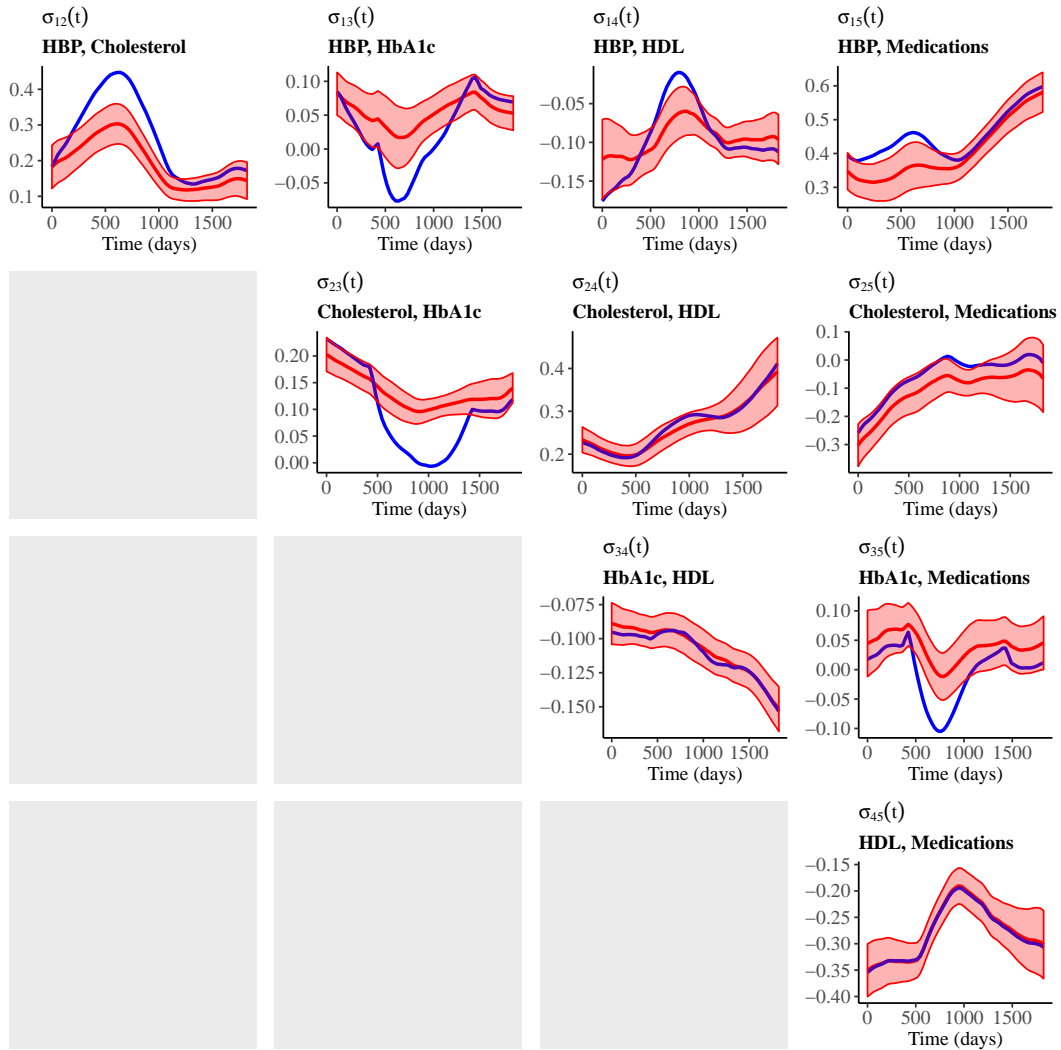 σ12(t)
HBP, Cholesterol
0.4
0.3
0.2
0.1
0 500 1000 1500
Time (days)
σ13(t)
HBP, HbA1c
0.10
0.05
0.00
−0.05
0 500 1000 1500
Time (days)
σ14(t)
HBP, HDL
−0.05
−0.10
−0.15
0 500 1000 1500
Time (days)
σ15(t)
HBP, Medications
0.6
0.5
0.4
0.3
0 500 1000 1500
Time (days)
σ23(t)
Cholesterol, HbA1c
0.20
0.15
0.10
0.05
0.00
0 500 1000 1500
Time (days)
σ24(t)
Cholesterol, HDL
0.4
0.3
0.2
0 500 1000 1500
Time (days)
σ25(t)
Cholesterol, Medications
0.1
0.0
−0.1
−0.2
−0.3
0 500 1000 1500
Time (days)
σ34(t)
HbA1c, HDL
−0.075
−0.100
−0.125
−0.150
0 500 1000 1500
Time (days)
σ35(t)
HbA1c, Medications
0.10
0.05
0.00
−0.05
−0.10
0 500 1000 1500
Time (days)
σ45(t)
HDL, Medications
−0.15
−0.20
−0.25
−0.30
−0.35
−0.40
0 500 1000 1500
Time (days)